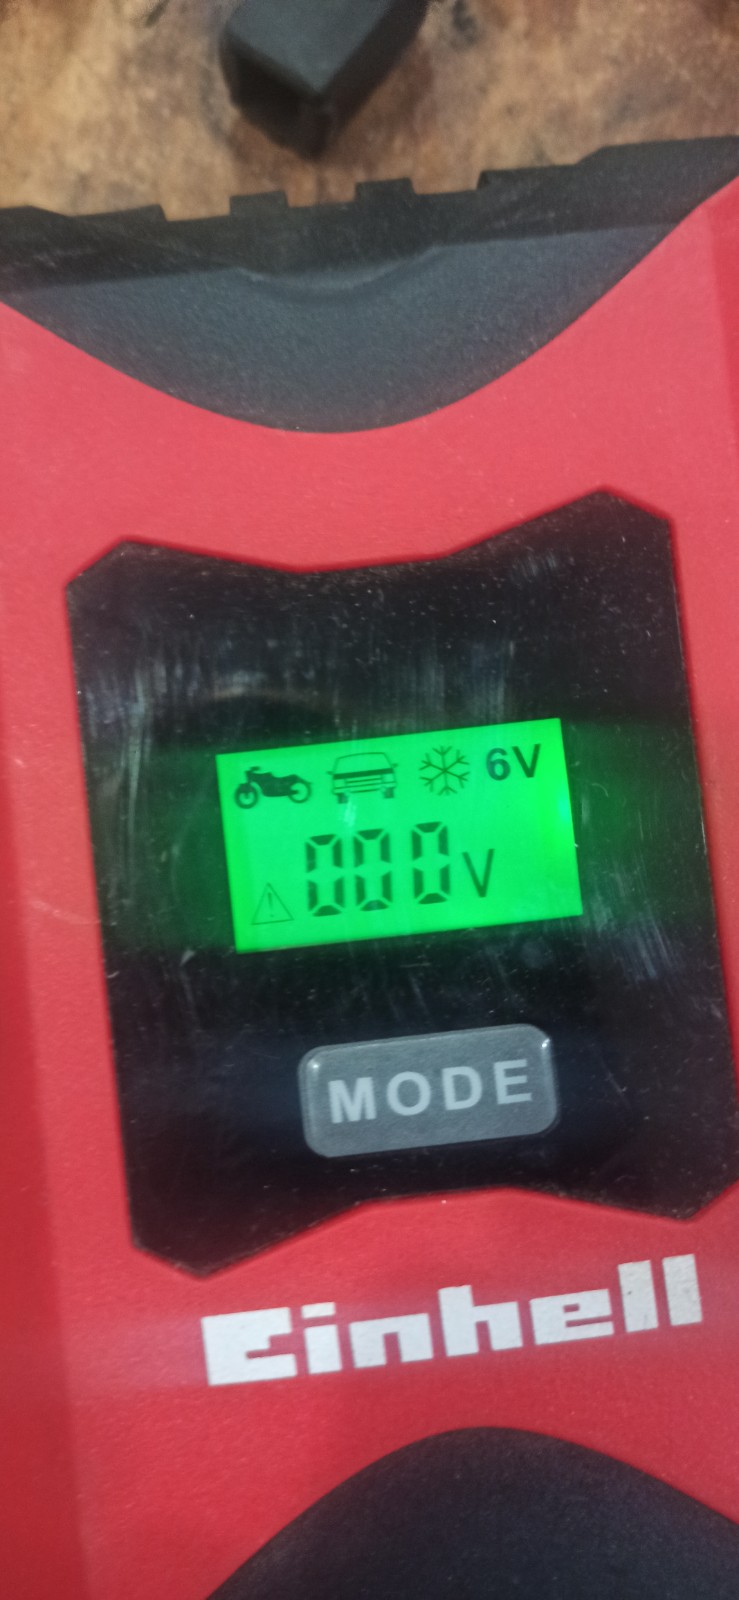 6V
000V
MODE
Einhell